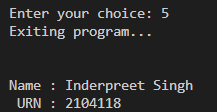 Enter your choice: 5
Exiting program...
Name : Inderpreet Singh
URN : 2104118